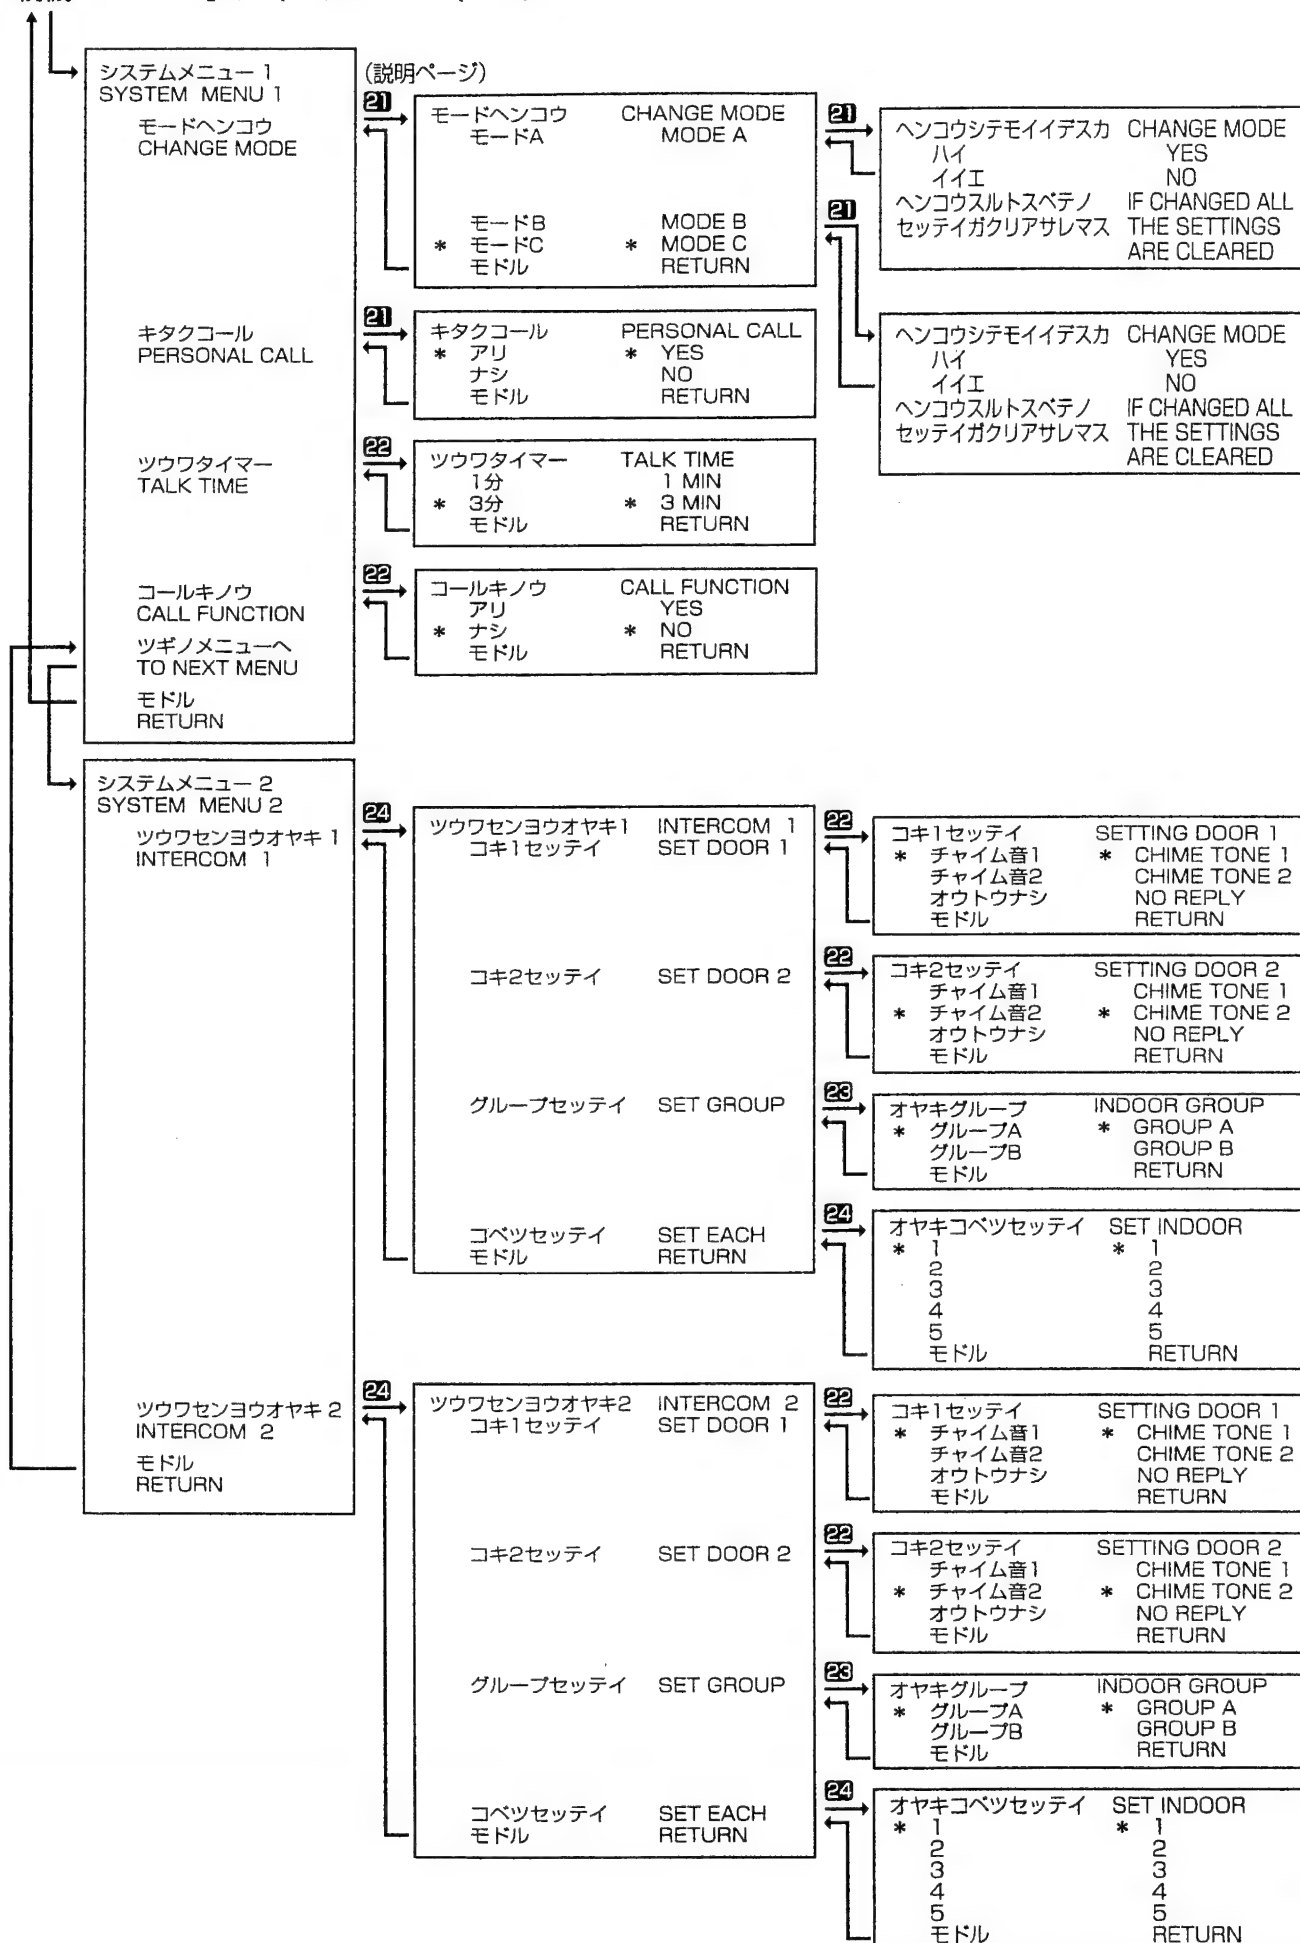 システムメニュー 1
SYSTEM MENU 1
モードヘンコウ
CHANGE MODE
キタクコール
PERSONAL CALL
ツウワタイマー
TALK TIME
コールキノウ
CALL FUNCTION
ツギノメニューヘ
TO NEXT MENU
モドル
RETURN
(説明ページ)
21
モードヘンコウ CHANGE MODE
モードA MODE A
モードB MODE B
* モードC * MODE C
モドル RETURN
21
ヘンコウシテモイイデスカ CHANGE MODE
ハイ YES
イイエ NO
ヘンコウスルトスベテノ IF CHANGED ALL
セッテイガクリアサレマス THE SETTINGS
ARE CLEARED
21
ヘンコウシテモイイデスカ CHANGE MODE
ハイ YES
イイエ NO
ヘンコウスルトスベテノ IF CHANGED ALL
セッテイガクリアサレマス THE SETTINGS
ARE CLEARED
21
キタクコール PERSONAL CALL
* アリ * YES
ナシ NO
モドル RETURN
22
ツウワタイマー TALK TIME
1分 1 MIN
* 3分 * 3 MIN
モドル RETURN
22
コールキノウ CALL FUNCTION
アリ YES
* ナシ * NO
モドル RETURN
システムメニュー 2
SYSTEM MENU 2
ツウワセンヨウオヤキ 1
INTERCOM 1
ツウワセンヨウオヤキ 2
INTERCOM 2
モドル
RETURN
24
ツウワセンヨウオヤキ1 INTERCOM 1
コキ1セッテイ SET DOOR 1
コキ2セッテイ SET DOOR 2
グループセッテイ SET GROUP
コベツセッテイ SET EACH
モドル RETURN
22
コキ1セッテイ SETTING DOOR 1
* チャイム音1 * CHIME TONE 1
チャイム音2 CHIME TONE 2
オウトウナシ NO REPLY
モドル RETURN
22
コキ2セッテイ SETTING DOOR 2
チャイム音1 CHIME TONE 1
* チャイム音2 * CHIME TONE 2
オウトウナシ NO REPLY
モドル RETURN
23
オヤキグループ INDOOR GROUP
* グループA * GROUP A
グループB GROUP B
モドル RETURN
24
オヤキコベツセッテイ SET INDOOR
* 1 * 1
2 2
3 3
4 4
5 5
モドル RETURN
24
ツウワセンヨウオヤキ2 INTERCOM 2
コキ1セッテイ SET DOOR 1
コキ2セッテイ SET DOOR 2
グループセッテイ SET GROUP
コベツセッテイ SET EACH
モドル RETURN
22
コキ1セッテイ SETTING DOOR 1
* チャイム音1 * CHIME TONE 1
チャイム音2 CHIME TONE 2
オウトウナシ NO REPLY
モドル RETURN
22
コキ2セッテイ SETTING DOOR 2
チャイム音1 CHIME TONE 1
* チャイム音2 * CHIME TONE 2
オウトウナシ NO REPLY
モドル RETURN
23
オヤキグループ INDOOR GROUP
* グループA * GROUP A
グループB GROUP B
モドル RETURN
24
オヤキコベツセッテイ SET INDOOR
* 1 * 1
2 2
3 3
4 4
5 5
モドル RETURN